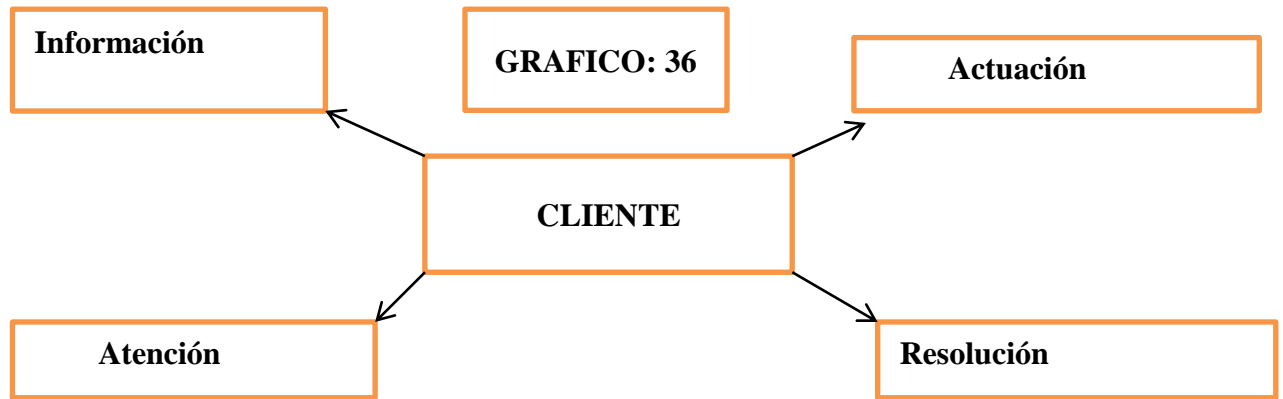 Información
GRAFICO: 36
Actuación
CLIENTE
Atención
Resolución